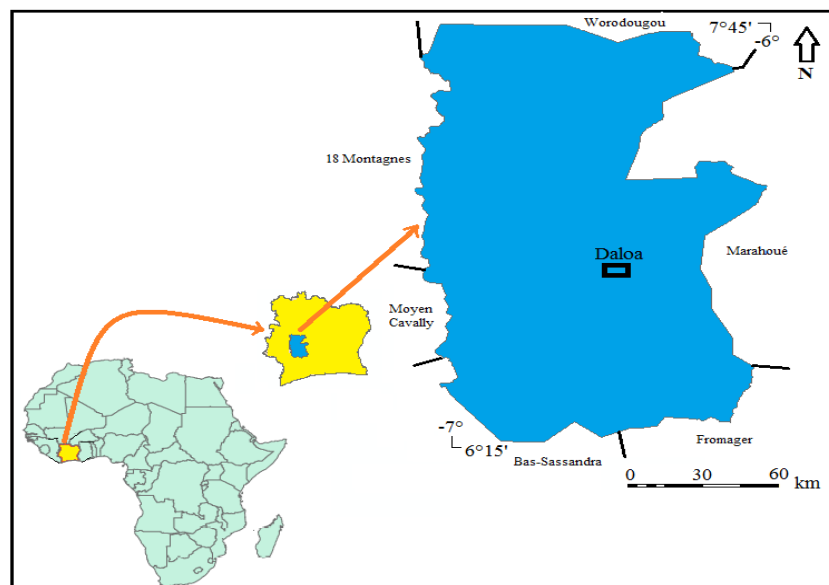 Worodougou
7°45'
-6°
N
18 Montagnes
Daloa
Marahoué
Moyen
Cavally
-7°
6°15'
Fromager
Bas-Sassandra
0 30 60
km